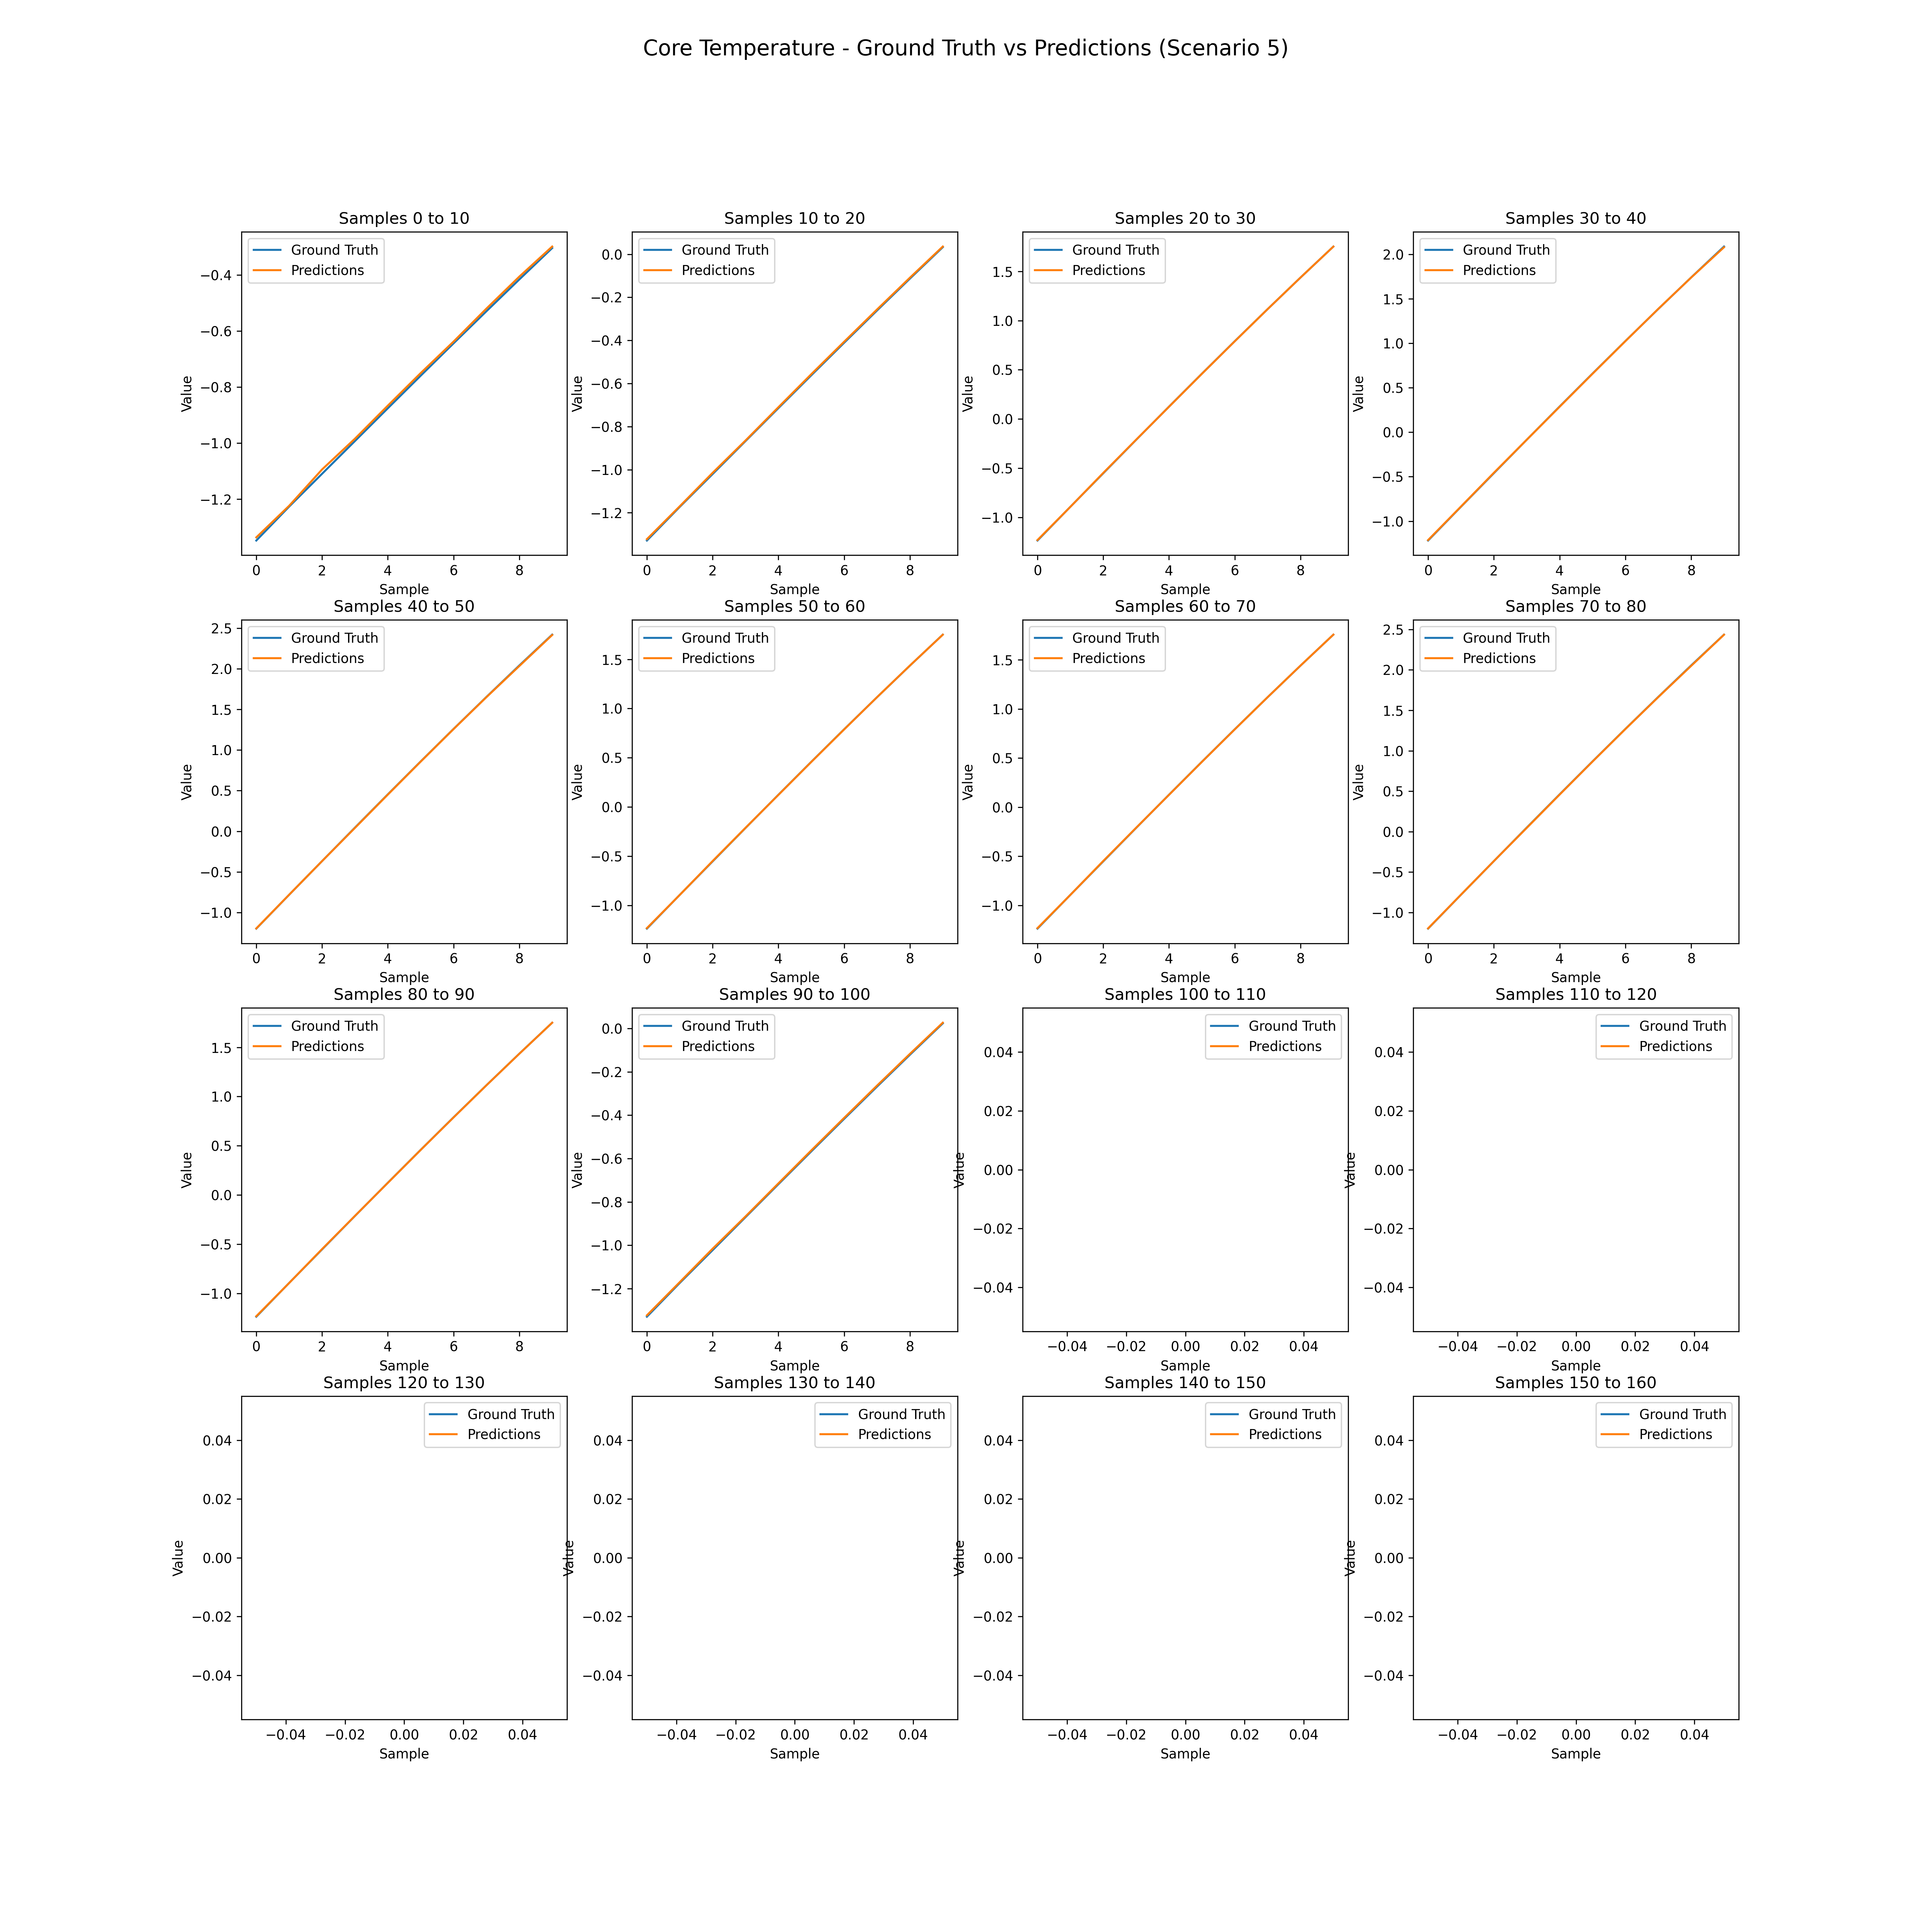 Core Temperature - Ground Truth vs Predictions (Scenario 5)
Samples 0 to 10
Ground Truth
Predictions
−0.4
−0.6
−0.8
−1.0
−1.2
Value
0 2 4 6 8
Sample
Samples 10 to 20
Ground Truth
Predictions
0.0
−0.2
−0.4
−0.6
−0.8
−1.0
−1.2
Value
0 2 4 6 8
Sample
Samples 20 to 30
Ground Truth
Predictions
1.5
1.0
0.5
0.0
−0.5
−1.0
Value
0 2 4 6 8
Sample
Samples 30 to 40
Ground Truth
Predictions
2.0
1.5
1.0
0.5
0.0
−0.5
−1.0
Value
0 2 4 6 8
Sample
Samples 40 to 50
Ground Truth
Predictions
2.5
2.0
1.5
1.0
0.5
0.0
−0.5
−1.0
Value
0 2 4 6 8
Sample
Samples 50 to 60
Ground Truth
Predictions
1.5
1.0
0.5
0.0
−0.5
−1.0
Value
0 2 4 6 8
Sample
Samples 60 to 70
Ground Truth
Predictions
1.5
1.0
0.5
0.0
−0.5
−1.0
Value
0 2 4 6 8
Sample
Samples 70 to 80
Ground Truth
Predictions
2.5
2.0
1.5
1.0
0.5
0.0
−0.5
−1.0
Value
0 2 4 6 8
Sample
Samples 80 to 90
Ground Truth
Predictions
1.5
1.0
0.5
0.0
−0.5
−1.0
Value
0 2 4 6 8
Sample
Samples 90 to 100
Ground Truth
Predictions
0.0
−0.2
−0.4
−0.6
−0.8
−1.0
−1.2
Value
0 2 4 6 8
Sample
Samples 100 to 110
Ground Truth
Predictions
0.04
0.02
0.00
−0.02
−0.04
Value
−0.04 −0.02 0.00 0.02 0.04
Sample
Samples 110 to 120
Ground Truth
Predictions
0.04
0.02
0.00
−0.02
−0.04
Value
−0.04 −0.02 0.00 0.02 0.04
Sample
Samples 120 to 130
Ground Truth
Predictions
0.04
0.02
0.00
−0.02
−0.04
Value
−0.04 −0.02 0.00 0.02 0.04
Sample
Samples 130 to 140
Ground Truth
Predictions
0.04
0.02
0.00
−0.02
−0.04
Value
−0.04 −0.02 0.00 0.02 0.04
Sample
Samples 140 to 150
Ground Truth
Predictions
0.04
0.02
0.00
−0.02
−0.04
Value
−0.04 −0.02 0.00 0.02 0.04
Sample
Samples 150 to 160
Ground Truth
Predictions
0.04
0.02
0.00
−0.02
−0.04
Value
−0.04 −0.02 0.00 0.02 0.04
Sample